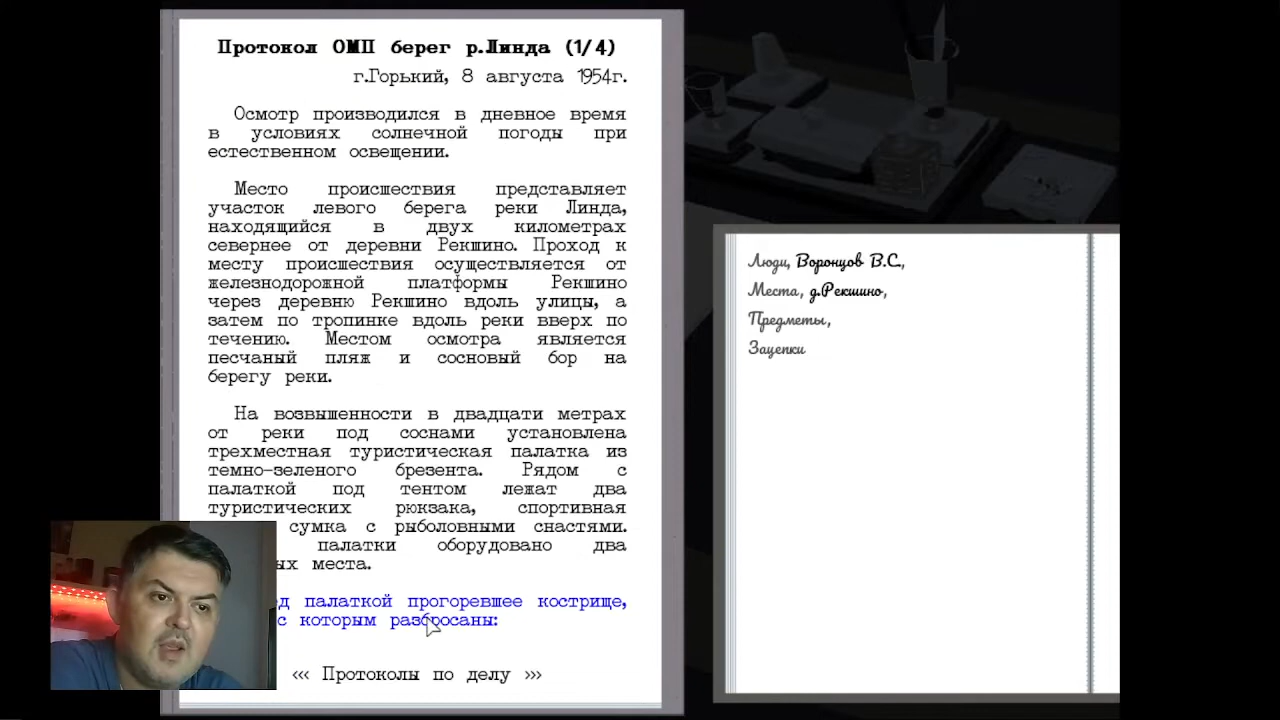 Протокол ОМП берег р.Линда (1/4)
г.Горький, 8 августа 1954г.
Осмотр производился в дневное время
в условиях солнечной погоды при
естественном освещении.
Место происшествия представляет
участок левого берега реки Линда,
находящийся в двух километрах
севернее от деревни Рекшино. Проход к
месту происшествия осуществляется от
железнодорожной платформы Рекшино
через деревню Рекшино вдоль улицы, а
затем по тропинке вдоль реки вверх по
течению. Местом осмотра является
песчаный пляж и сосновый бор на
берегу реки.
На возвышенности в двадцати метрах
от реки под соснами установлена
трехместная туристическая палатка из
темно-зеленого брезента. Рядом с
палаткой под тентом лежат два
туристических рюкзака, спортивная
сумка с рыболовными снастями.
палатки оборудовано два
места.
палаткой прогоревшее кострище,
с которым разбросаны:
‹‹‹ Протоколы по делу ›››
Люди, Воронцов В.С.,
Места, д.Рекшино,
Предметы,
Зацепки